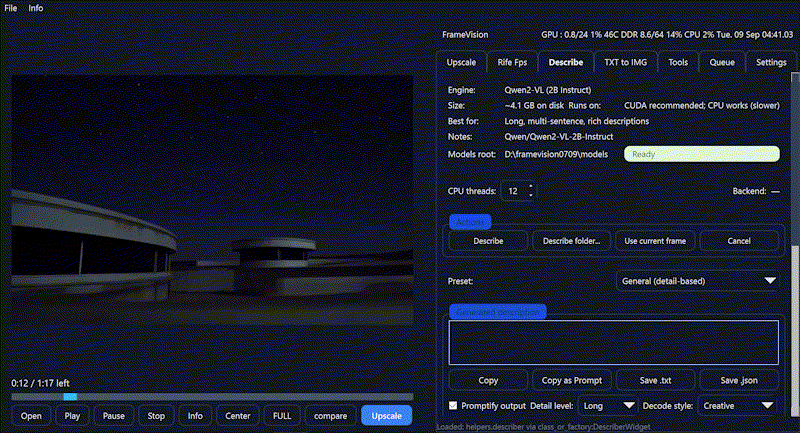 File Info
FrameVision GPU : 0.8/24 1% 46C DDR 8.6/64 14% CPU 2% Tue. 09 Sep 04:41.03
Upscale Rife Fps Describe TXT to IMG Tools Queue Settings
Engine: Qwen2-VL (2B Instruct)
Size: ~4.1 GB on disk Runs on: CUDA recommended; CPU works (slower)
Best for: Long, multi-sentence, rich descriptions
Notes: Qwen/Qwen2-VL-2B-Instruct
Models root: D:\framevision0709\models Ready
CPU threads: 12 Backend: —
Actions
Describe Describe folder... Use current frame Cancel
Preset: General (detail-based)
Generated description
Copy Copy as Prompt Save .txt Save .json
Promptify output Detail level: Long Decode style: Creative
Loaded: helpers.describer via class_or_factory:DescriberWidget
0:12 / 1:17 left
Open Play Pause Stop Info Center FULL compare Upscale